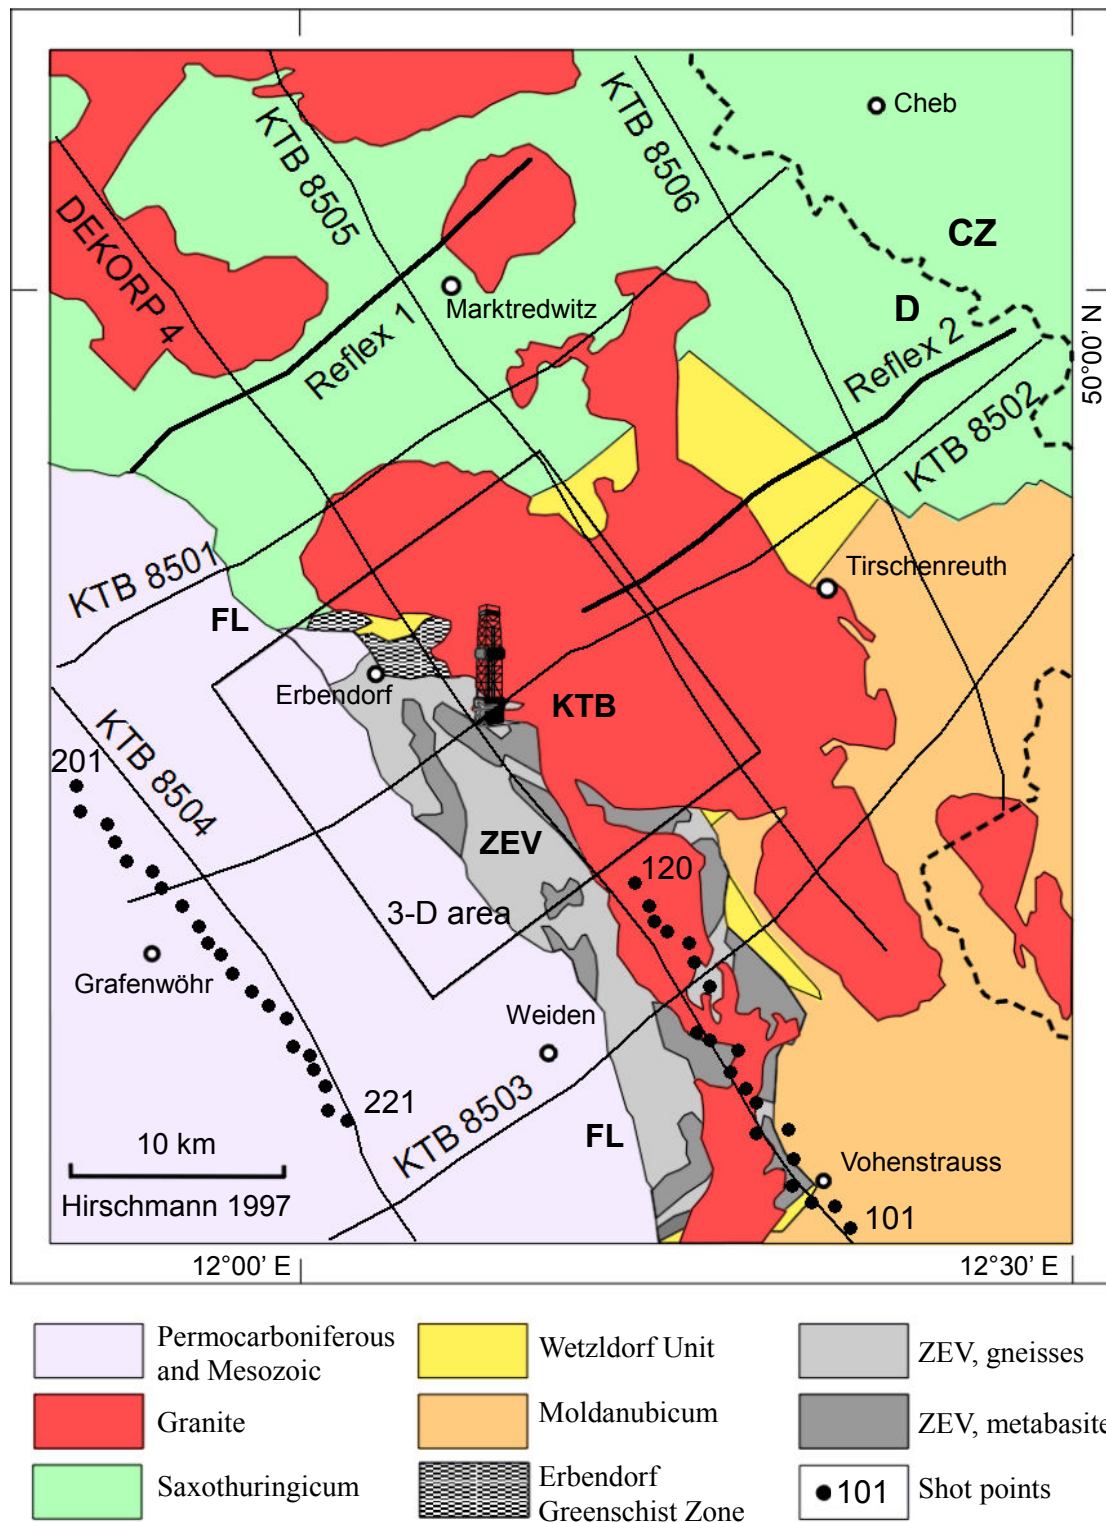 Cheb
KTB 8506
KTB 8505
DEKORP 4
CZ
D
Marktredwitz
Reflex 1
Reflex 2
50°00' N
KTB 8502
KTB 8501
Tirschenreuth
FL
Erbendorf
KTB
KTB 8504
201
ZEV
120
3-D area
Grafenwöhr
Weiden
221
KTB 8503
FL
10 km
Hirschmann 1997
Vohenstrauss
101
12°00' E
12°30' E
Permocarboniferous
and Mesozoic
Granite
Saxothuringicum
Wetzldorf Unit
Moldanubicum
Erbendorf
Greenschist Zone
ZEV, gneisses
ZEV, metabasite
101
Shot points